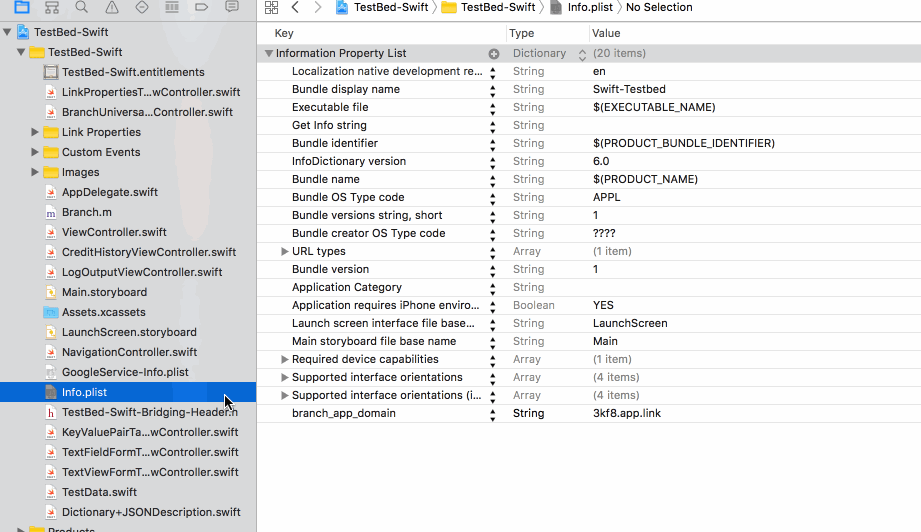 TestBed-Swift TestBed-Swift Info.plist No Selection
TestBed-Swift
TestBed-Swift
TestBed-Swift.entitlements
LinkPropertiesT...wController.swift
BranchUniversa...Controller.swift
Link Properties
Custom Events
Images
AppDelegate.swift
Branch.m
ViewController.swift
CreditHistoryViewController.swift
LogOutputViewController.swift
Main.storyboard
Assets.xcassets
LaunchScreen.storyboard
NavigationController.swift
GoogleService-Info.plist
Info.plist
TestBed-Swift-Bridging-Header.h
KeyValuePairTa...wController.swift
TextFieldFormT...wController.swift
TextViewFormT...wController.swift
TestData.swift
Dictionary+JSONDescription.swift
Products
Key Type Value
Information Property List Dictionary (20 items)
Localization native development re... String en
Bundle display name String Swift-Testbed
Executable file String $(EXECUTABLE_NAME)
Get Info string String
Bundle identifier String $(PRODUCT_BUNDLE_IDENTIFIER)
InfoDictionary version String 6.0
Bundle name String $(PRODUCT_NAME)
Bundle OS Type code String APPL
Bundle versions string, short String 1
Bundle creator OS Type code String ????
URL types Array (1 item)
Bundle version String 1
Application Category String
Application requires iPhone enviro... Boolean YES
Launch screen interface file base... String LaunchScreen
Main storyboard file base name String Main
Required device capabilities Array (1 item)
Supported interface orientations Array (4 items)
Supported interface orientations (i... Array (4 items)
branch_app_domain String 3kf8.app.link